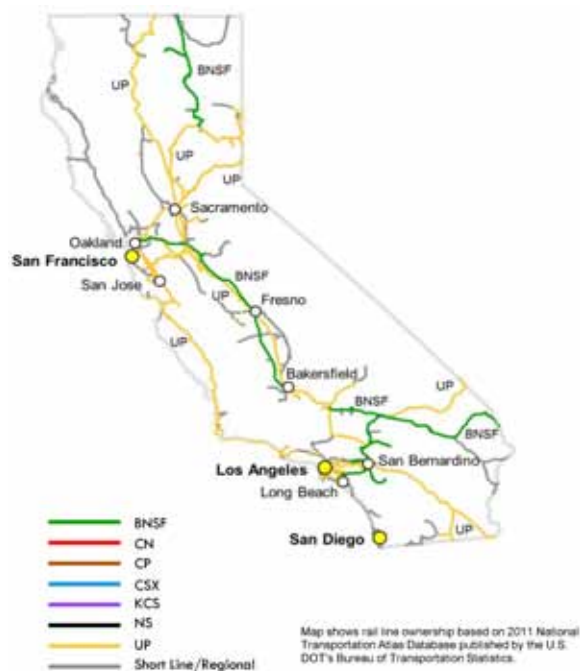 BNSF
UP
UP
UP
Sacramento
Oakland
San Francisco
BNSF
San Jose
UP
Fresno
UP
Bakersfield
UP
BNSF
BNSF
San Bernardino
Los Angeles
Long Beach
UP
San Diego
BNSF
CN
CP
CSX
KCS
NS
UP
Short Line/Regional
Map shows rail line ownership based on 2011 National
Transportation Atlas Database published by the U.S.
DOT's Bureau of Transportation Statistics.